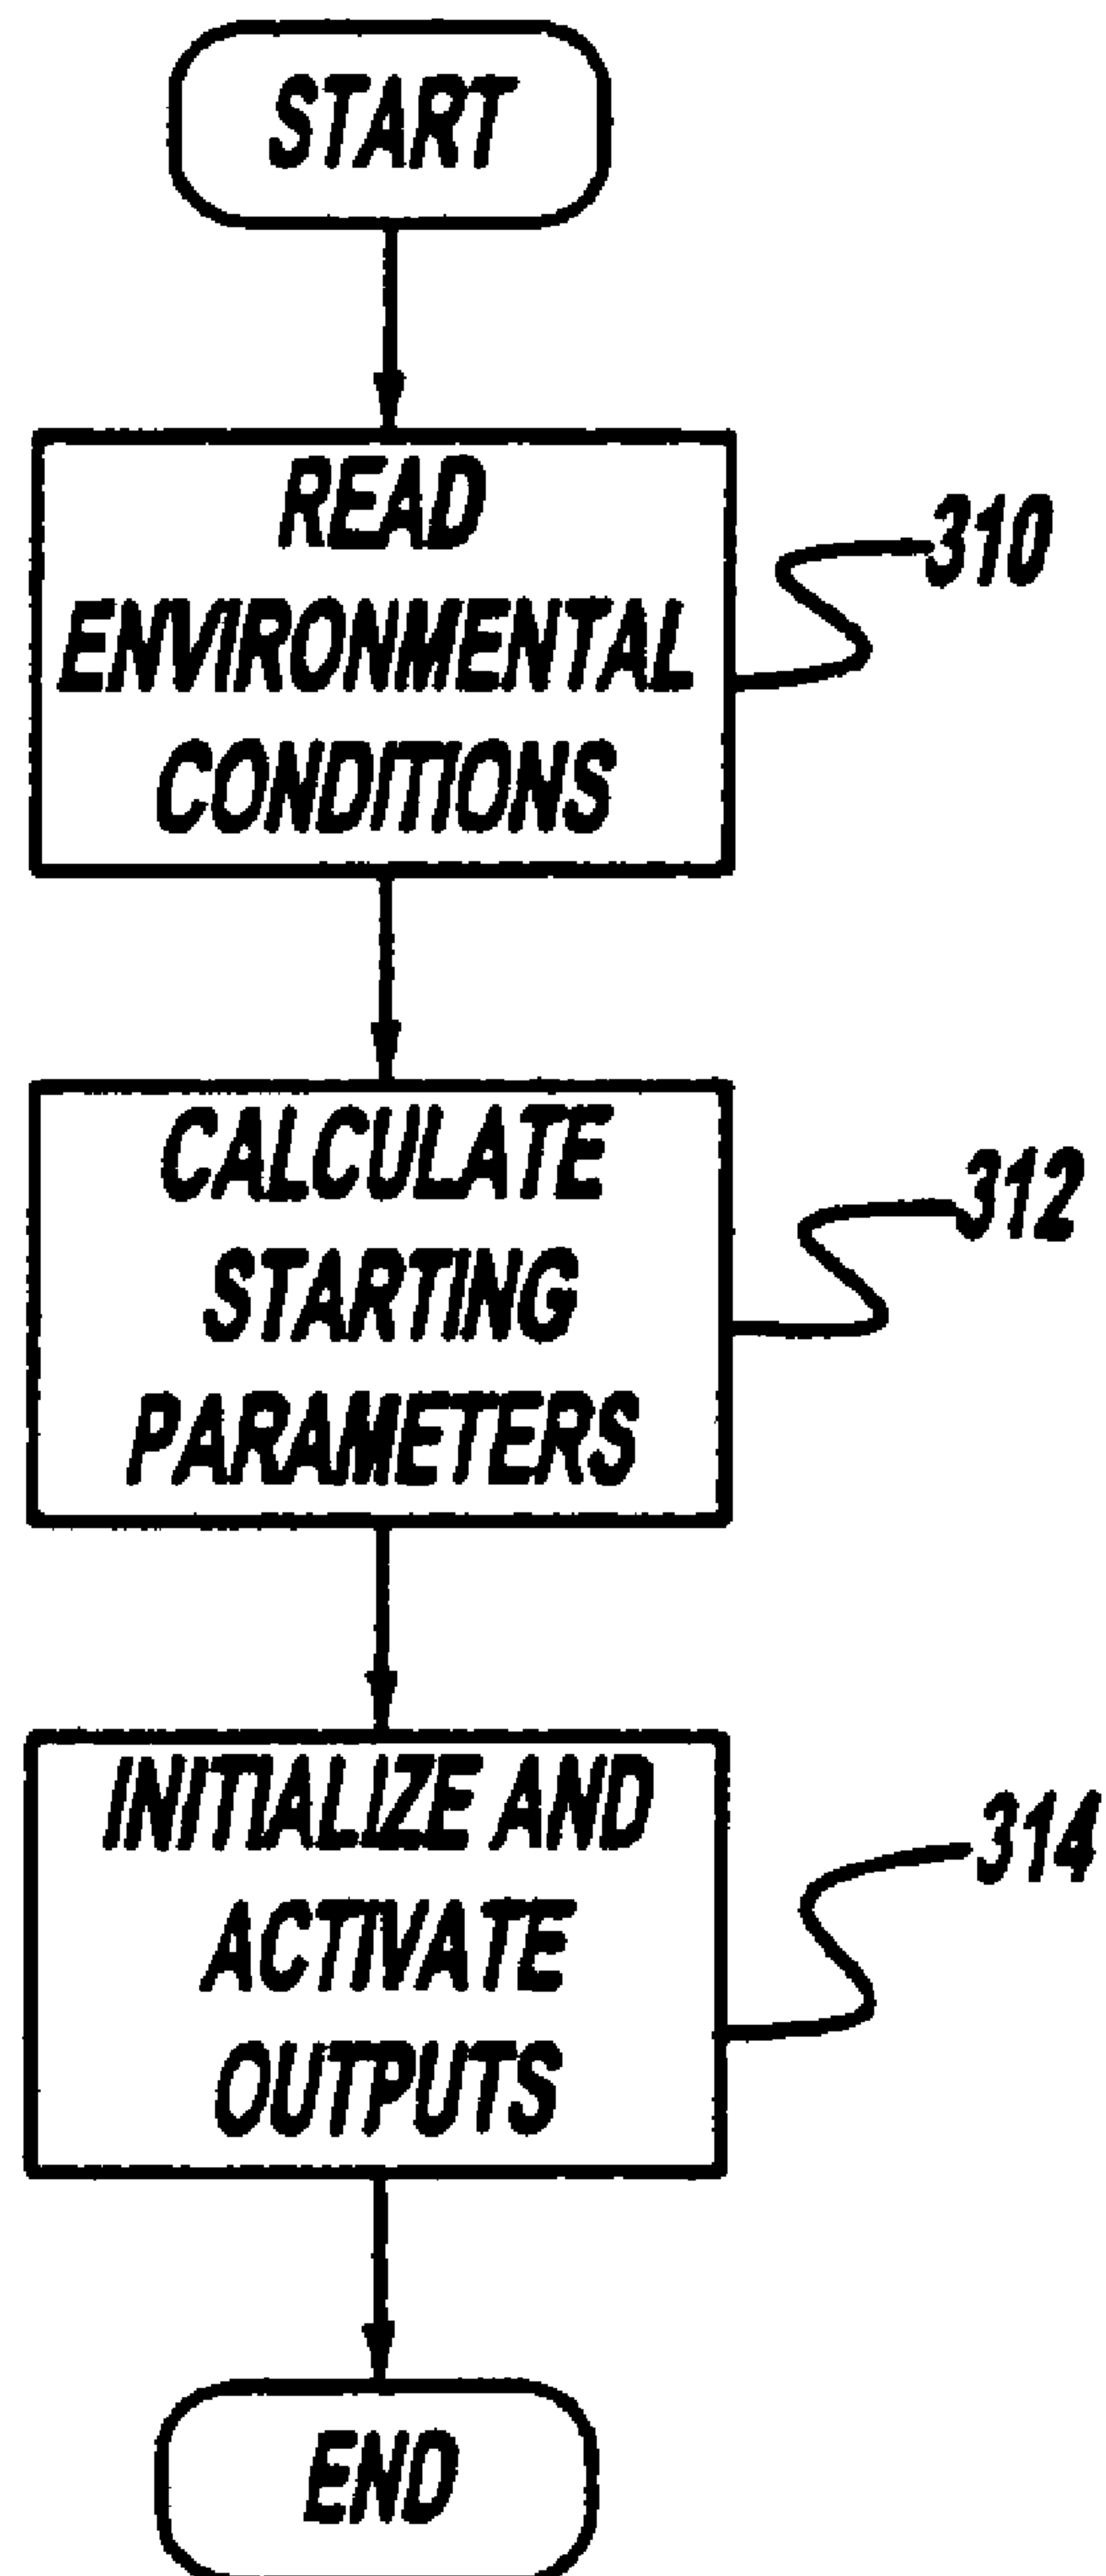 START
READ
ENVIRONMENTAL
CONDITIONS
310
CALCULATE
STARTING
PARAMETERS
312
INITIALIZE AND
ACTIVATE
OUTPUTS
314
END